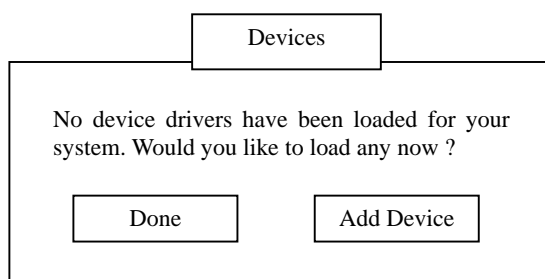 Devices
No device drivers have been loaded for your
system. Would you like to load any now ?
Done
Add Device